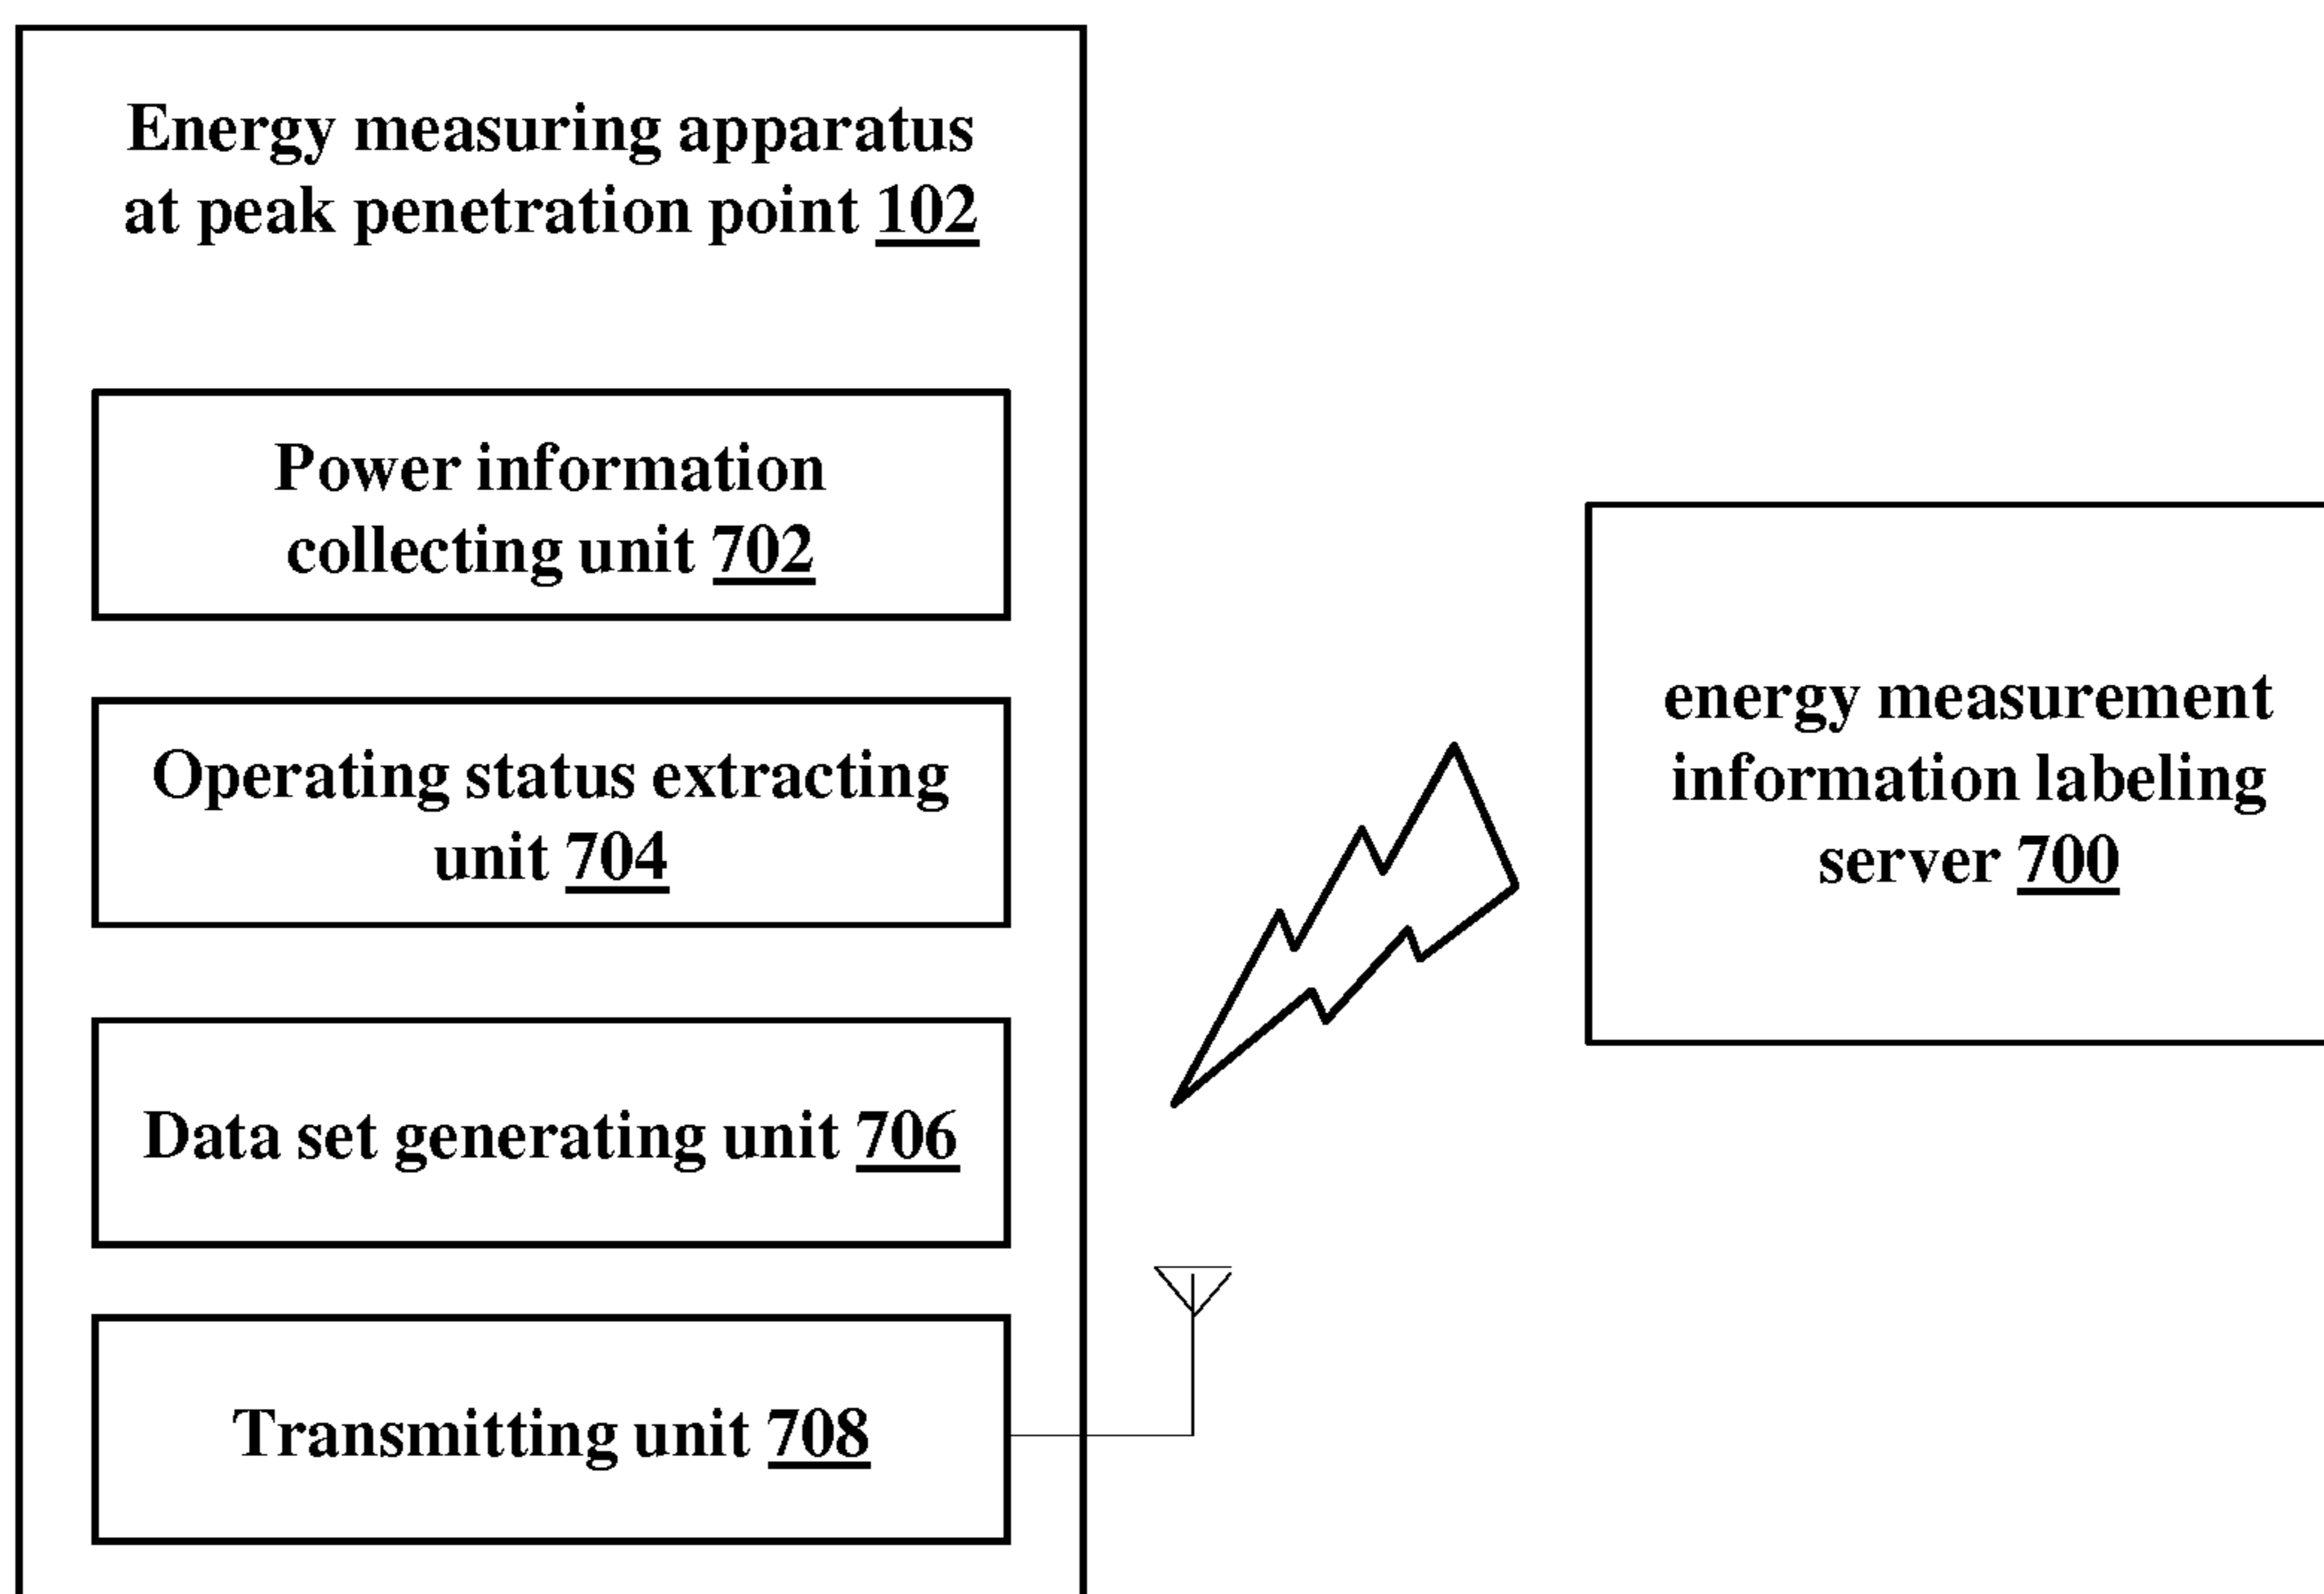 Energy measuring apparatus
at peak penetration point 102
Power information
collecting unit 702
Operating status extracting
unit 704
Data set generating unit 706
Transmitting unit 708
energy measurement
information labeling
server 700